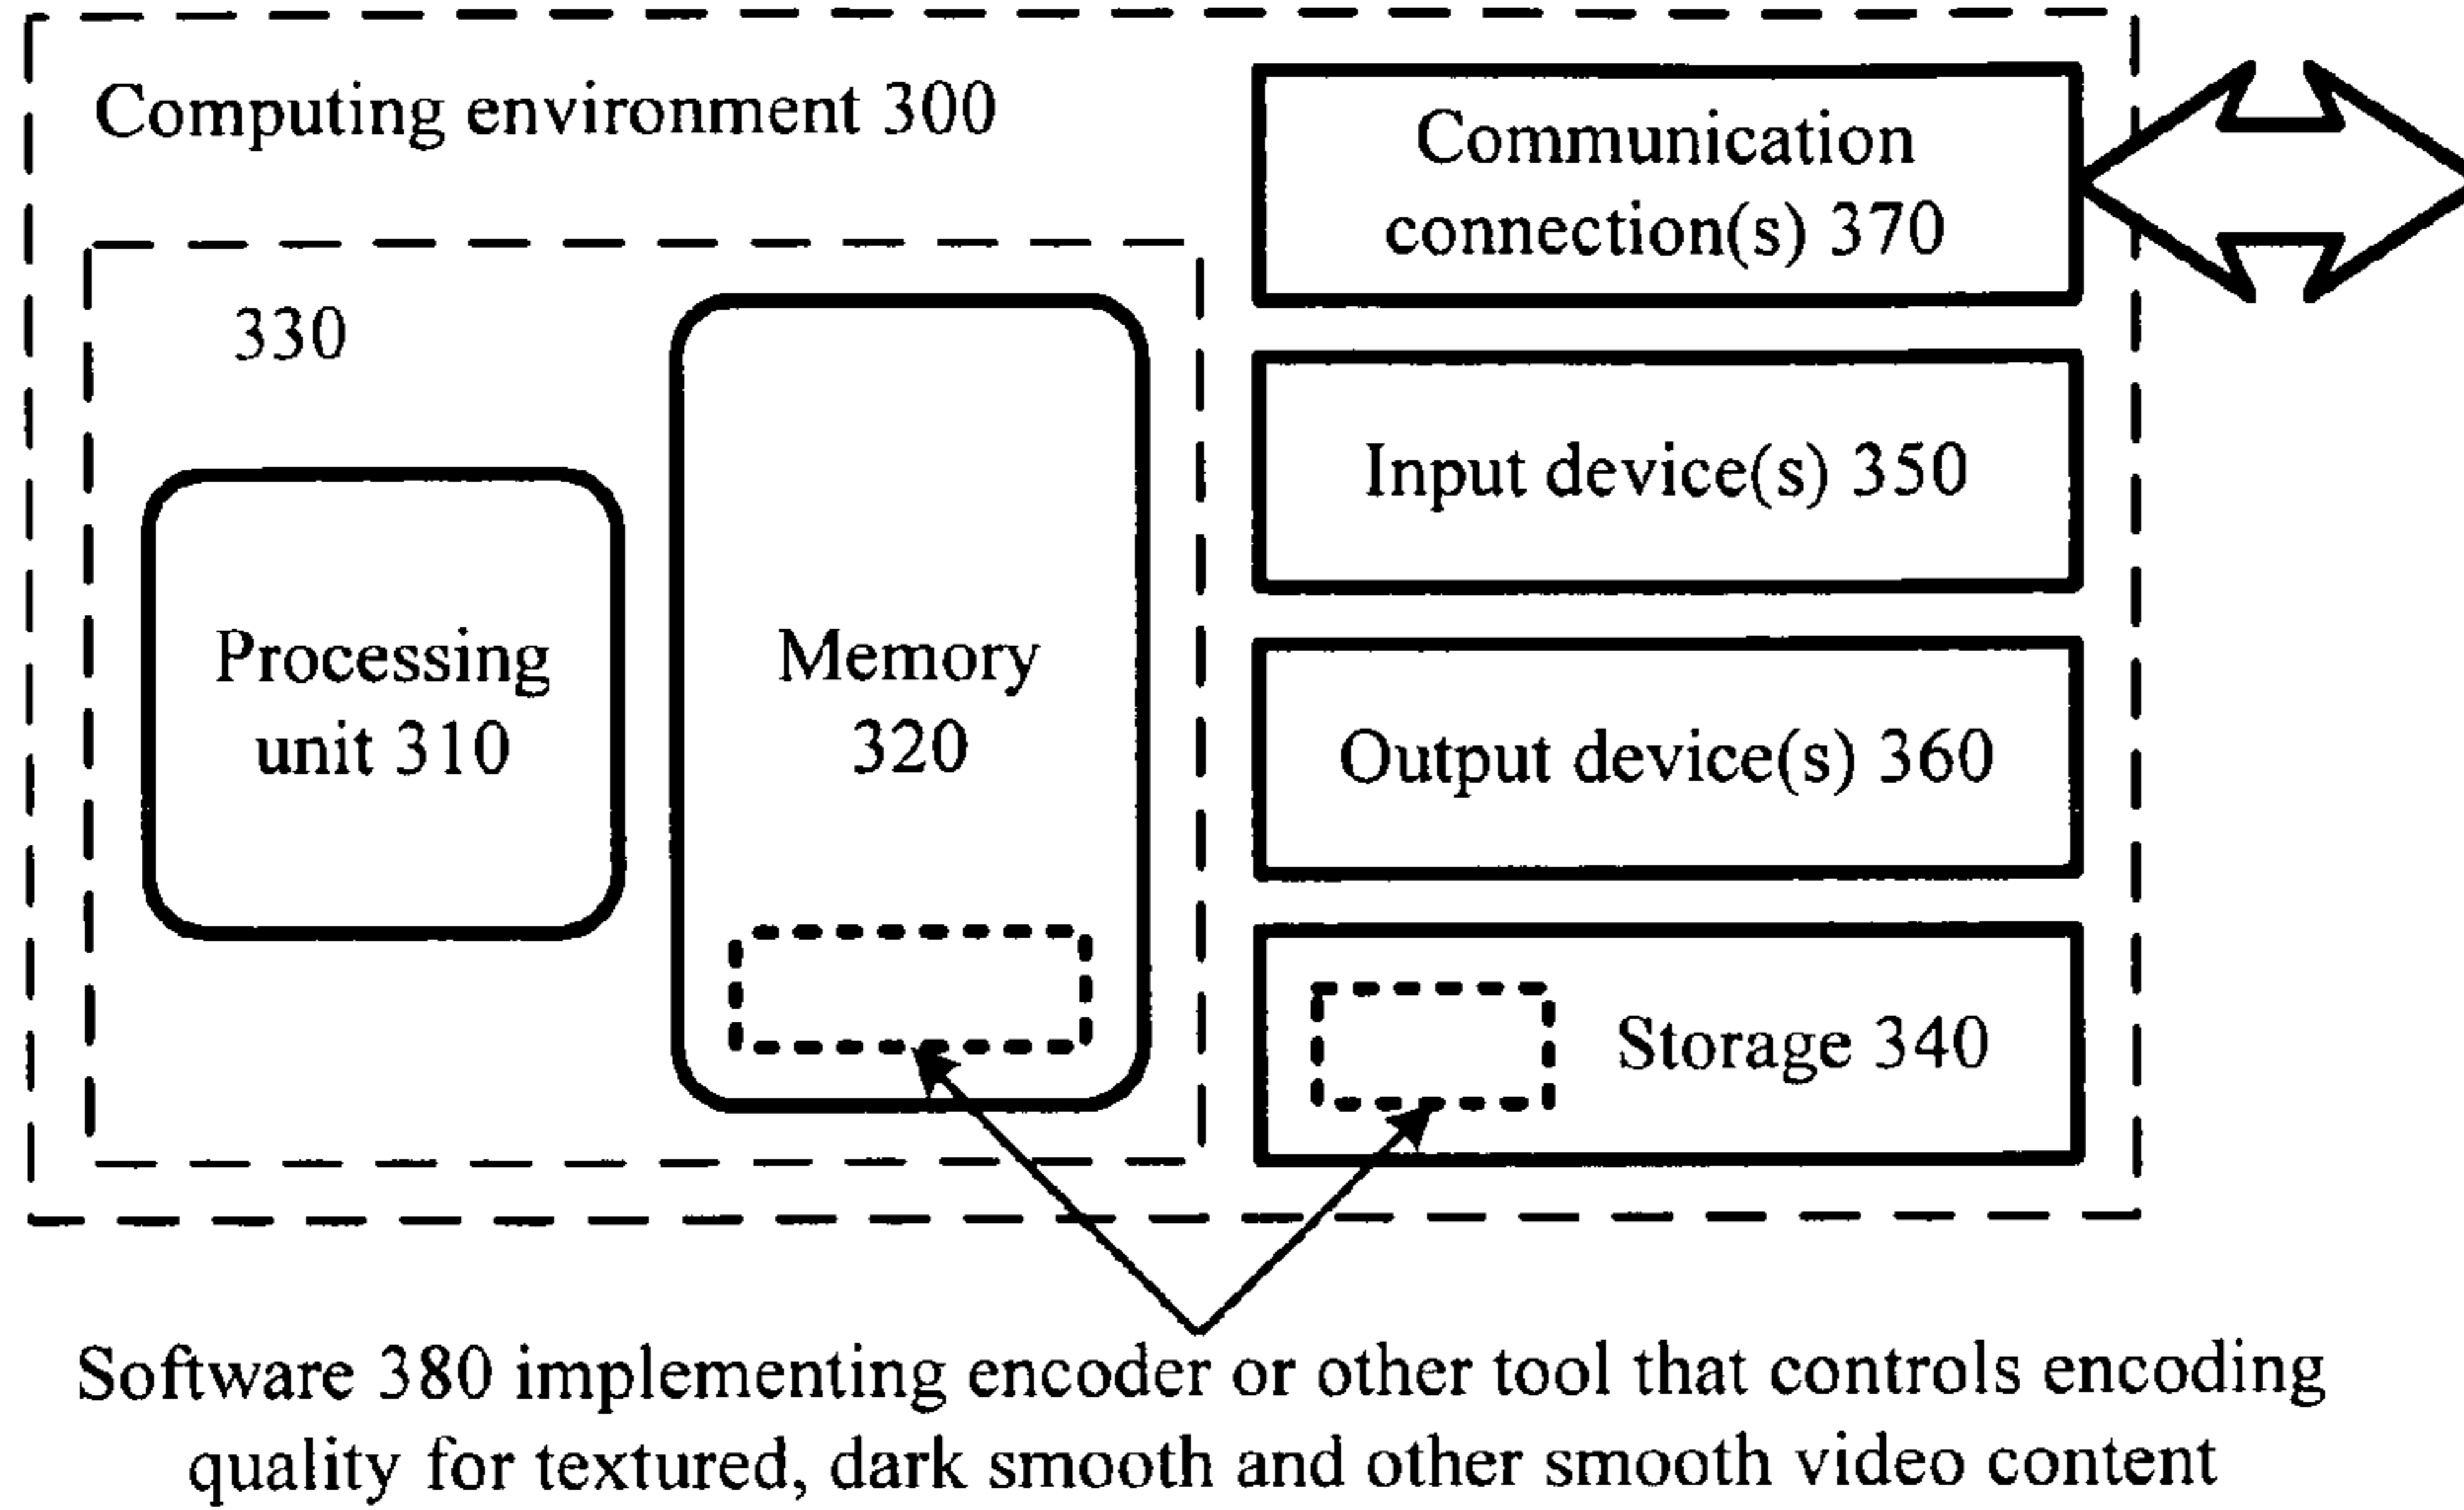 Computing environment 300
330
Processing
unit 310
Memory
320
Communication
connection(s) 370
Input device(s) 350
Output device(s) 360
Storage 340
Software 380 implementing encoder or other tool that controls encoding
quality for textured, dark smooth and other smooth video content